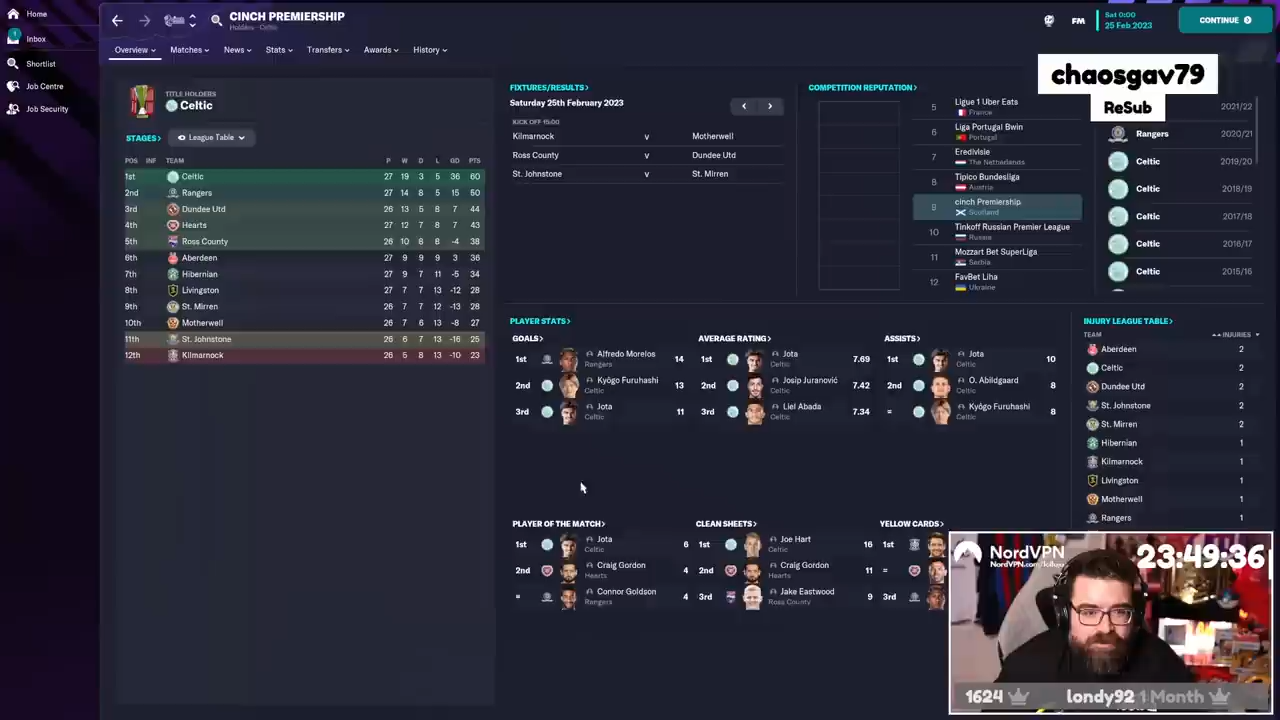 Home
Inbox
1
Shortlist
Job Centre
Job Security
CINCH PREMIERSHIP
Holders - Celtic
FM
Sat 0:00
25 Feb 2023
CONTINUE
Overview
Matches
News
Stats
Transfers
Awards
History
chaosgav79
ReSub
TITLE HOLDERS
Celtic
STAGES
League Table
POS INF TEAM P W D L GD PTS
1st Celtic 27 19 3 5 36 60
2nd Rangers 27 14 8 5 15 50
3rd Dundee Utd 26 13 5 8 7 44
4th Hearts 27 12 7 8 7 43
5th Ross County 26 10 8 8 -4 38
6th Aberdeen 27 9 9 9 3 36
7th Hibernian 27 9 7 11 -5 34
8th Livingston 27 7 7 13 -12 28
9th St. Mirren 26 7 7 12 -13 28
10th Motherwell 26 7 6 13 -8 27
11th St. Johnstone 26 6 7 13 -16 25
12th Kilmarnock 26 5 8 13 -10 23
FIXTURES/RESULTS
Saturday 25th February 2023
KICK OFF 15:00
Kilmarnock v Motherwell
Ross County v Dundee Utd
St. Johnstone v St. Mirren
COMPETITION REPUTATION
5 Ligue 1 Uber Eats
France
6 Liga Portugal Bwin
Portugal
7 Eredivisie
The Netherlands
8 Tipico Bundesliga
Austria
9 cinch Premiership
Scotland
10 Tinkoff Russian Premier League
Russia
11 Mozzart Bet SuperLiga
Serbia
12 FavBet Liha
Ukraine
2021/22
Rangers 2020/21
Celtic 2019/20
Celtic 2018/19
Celtic 2017/18
Celtic 2016/17
Celtic 2015/16
PLAYER STATS
GOALS
1st Alfredo Morelos 14
Rangers
2nd Kyōgo Furuhashi 13
Celtic
3rd Jota 11
Celtic
AVERAGE RATING
1st Jota 7.69
Celtic
2nd Josip Juranović 7.42
Celtic
3rd Liel Abada 7.34
Celtic
ASSISTS
1st Jota 10
Celtic
2nd O. Abildgaard 8
Celtic
= Kyōgo Furuhashi 8
Celtic
INJURY LEAGUE TABLE
TEAM INJURIES
Aberdeen 2
Celtic 2
Dundee Utd 2
St. Johnstone 2
St. Mirren 2
Hibernian 1
Kilmarnock 1
Livingston 1
Motherwell 1
Rangers 1
PLAYER OF THE MATCH
1st Jota 6
Celtic
2nd Craig Gordon 4
Hearts
= Connor Goldson 4
Rangers
CLEAN SHEETS
1st Joe Hart 16
Celtic
2nd Craig Gordon 11
Hearts
3rd Jake Eastwood 9
Ross County
YELLOW CARDS
1st
=
3rd
NordVPN
23:49:36
1624
londy92 1 Month